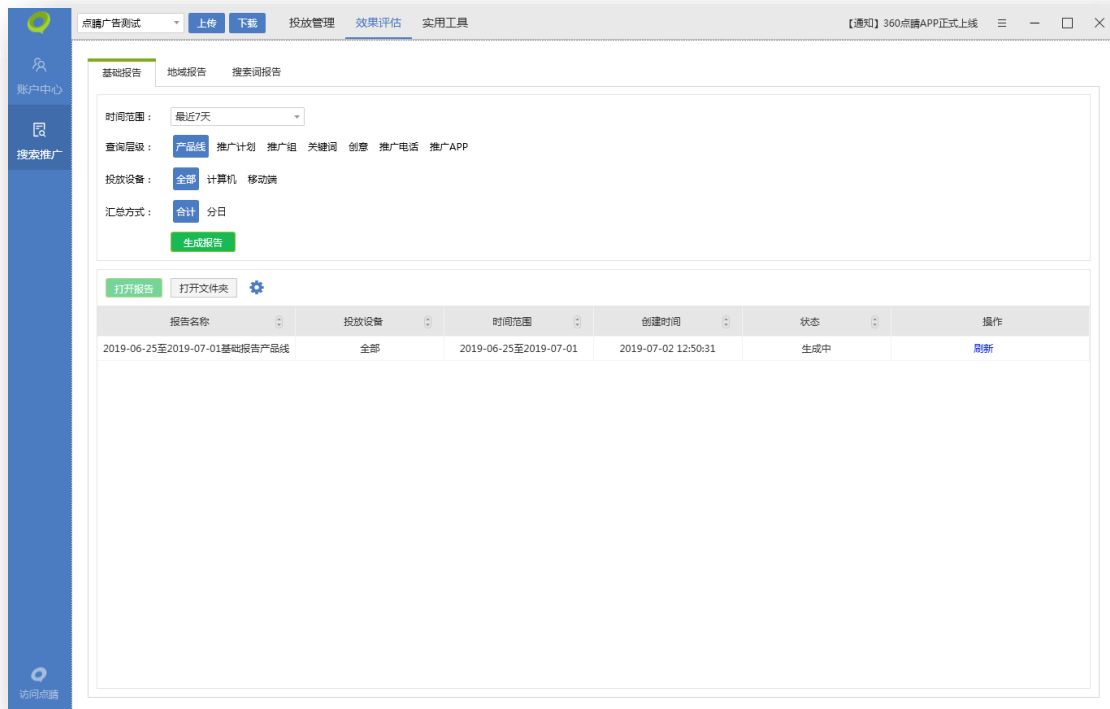 点睛广告测试 上传 下载 投放管理 效果评估 实用工具 【通知】360点睛APP正式上线
账户中心
搜索推广
基础报告 地域报告 搜索词报告
时间范围： 最近7天
查询层级： 产品线 推广计划 推广组 关键词 创意 推广电话 推广APP
投放设备： 全部 计算机 移动端
汇总方式： 合计 分日
生成报告
打开报告 打开文件夹
报告名称 投放设备 时间范围 创建时间 状态 操作
2019-06-25至2019-07-01基础报告产品线 全部 2019-06-25至2019-07-01 2019-07-02 12:50:31 生成中 刷新
访问点睛